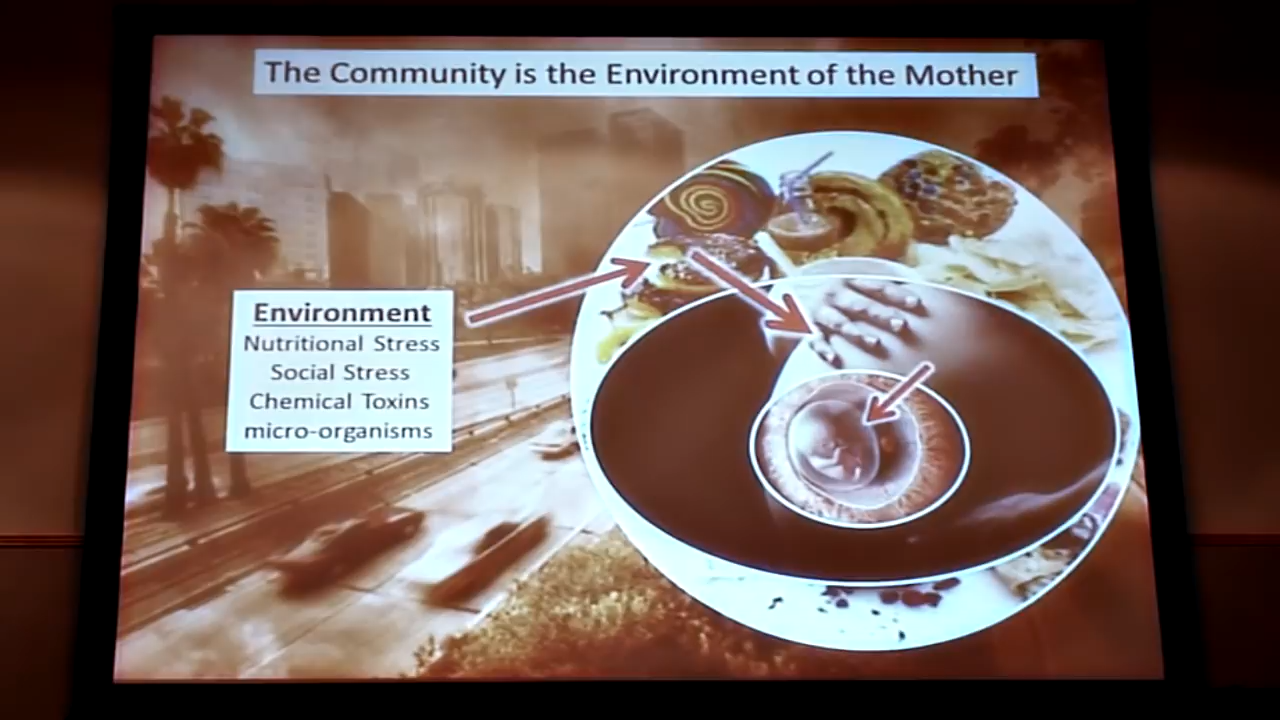 The Community is the Environment of the Mother
Environment
Nutritional Stress
Social Stress
Chemical Toxins
micro-organisms